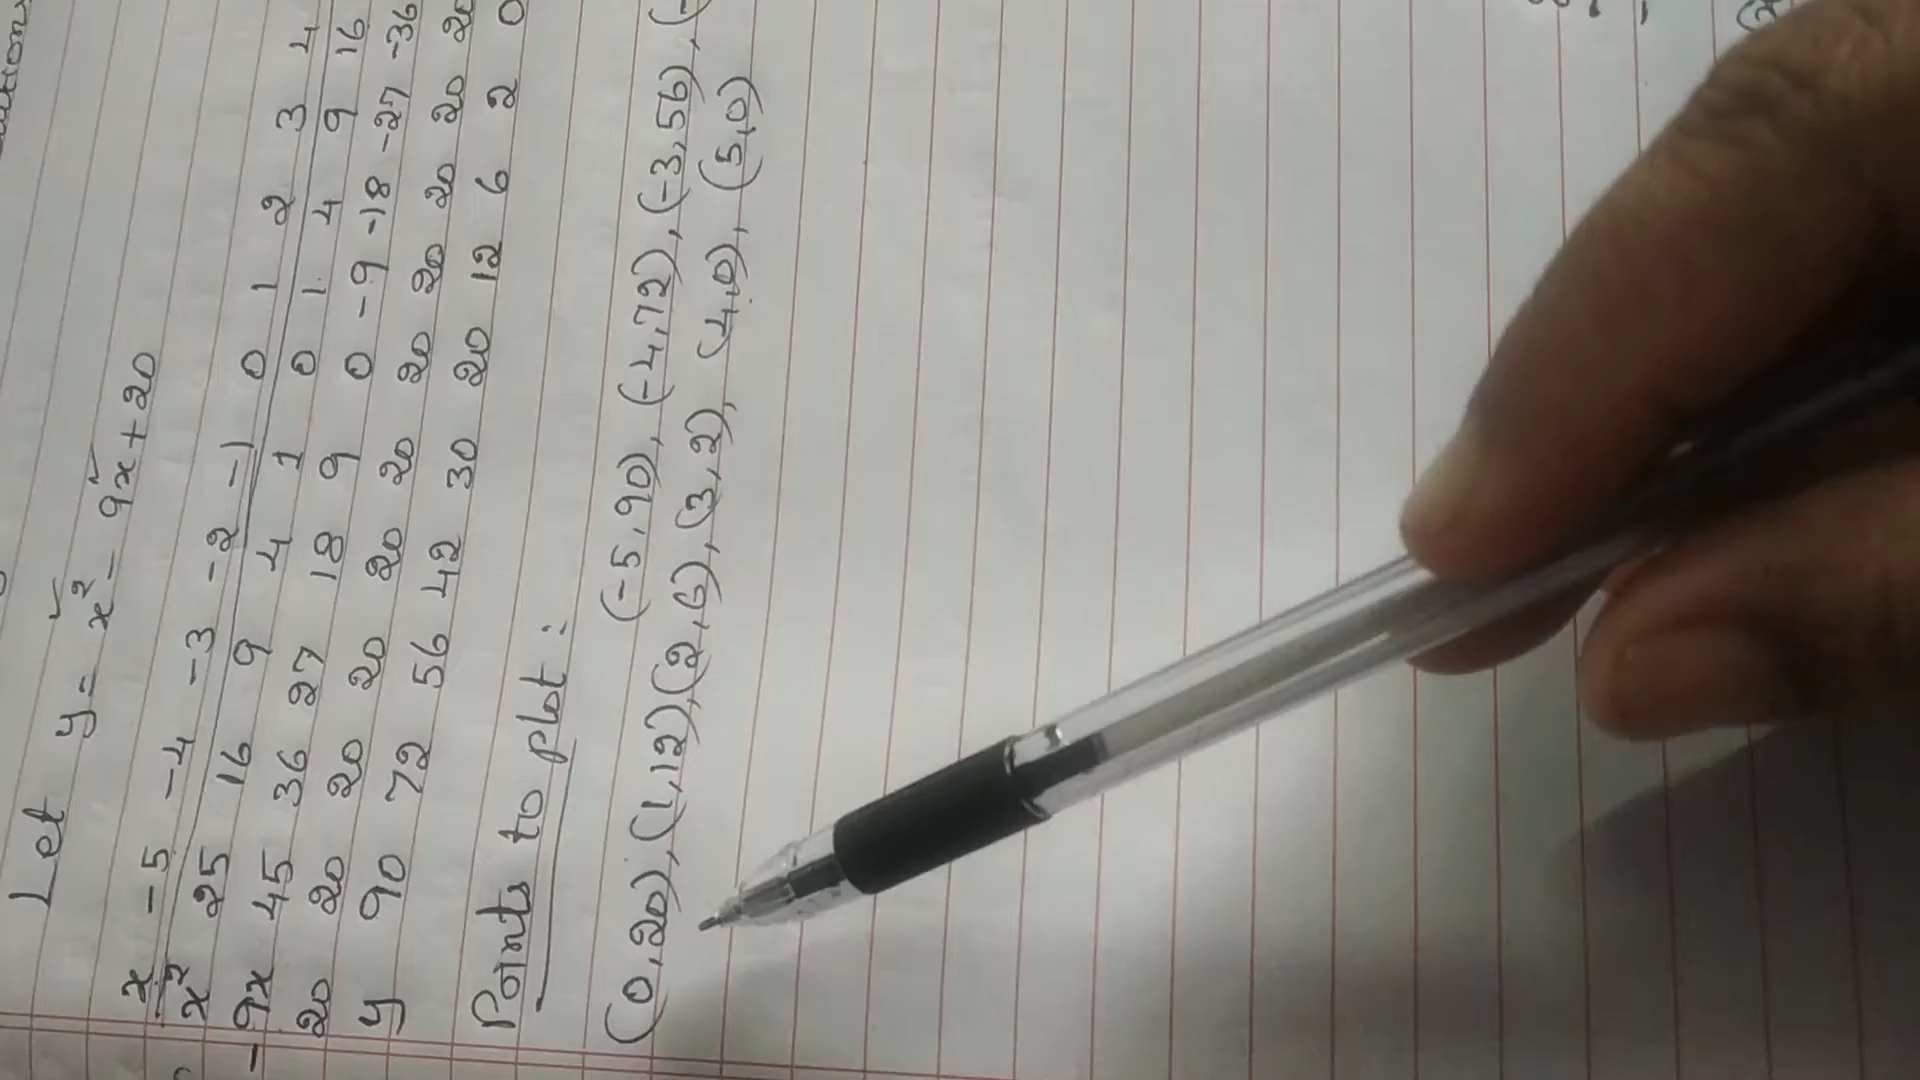 Let y = x² - 9x + 20
x -5 -4 -3 -2 -1 0 1 2 3 4
x² 25 16 9 4 1 0 1 4 9 16
-9x 45 36 27 18 9 0 -9 -18 -27 -36
20 20 20 20 20 20 20 20 20 20 20
y 90 72 56 42 30 20 12 6 2 0
Points to plot:
(-5,90), (-4,72), (-3,56),
(0,20), (1,12), (2,6), (3,2), (4,0), (5,0)